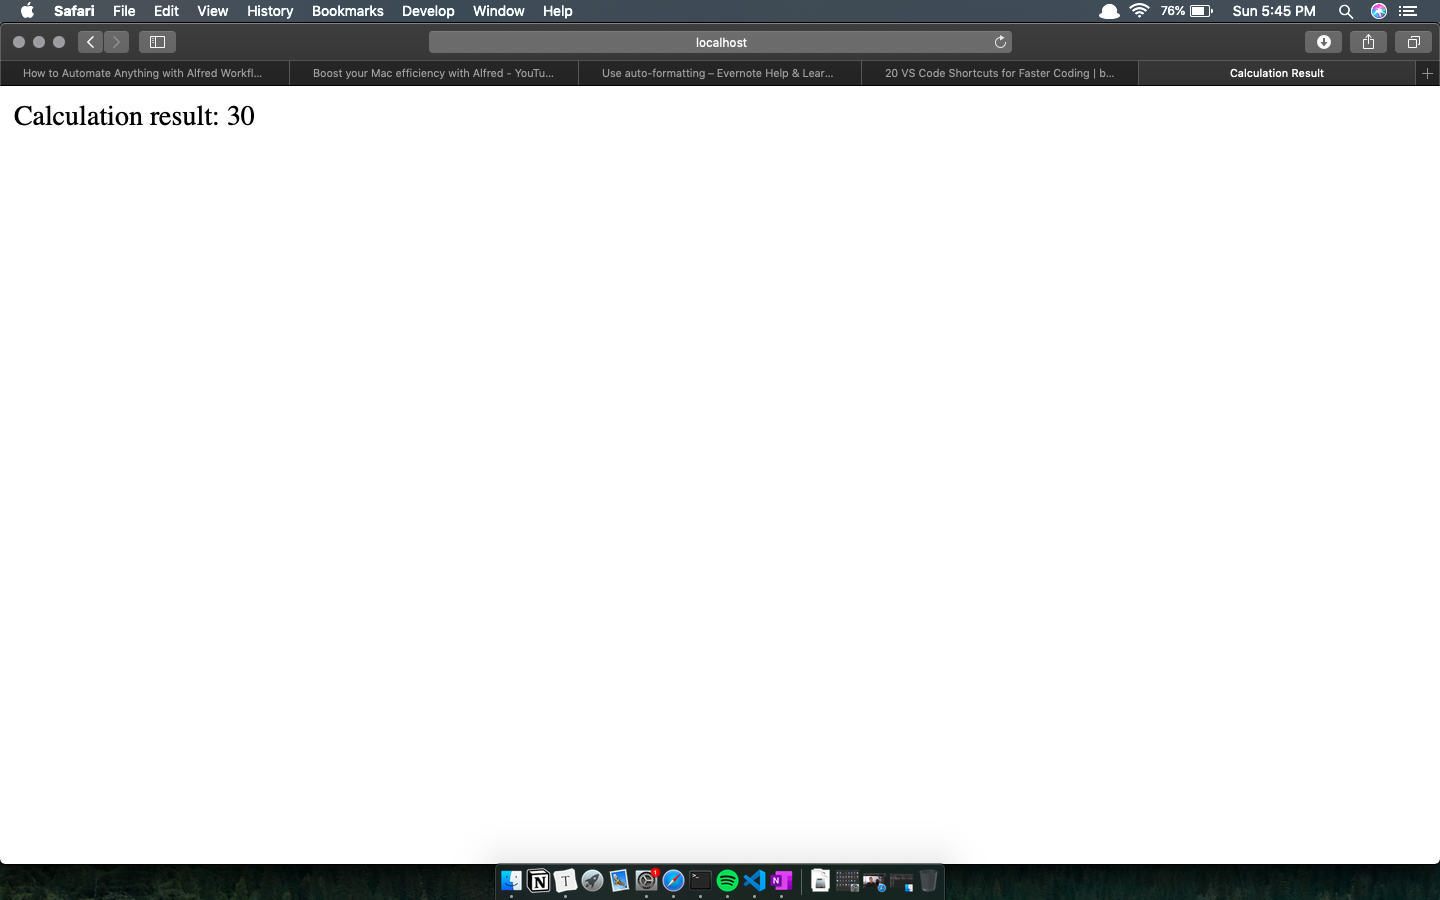 Safari File Edit View History Bookmarks Develop Window Help 76% Sun 5:45 PM
localhost
How to Automate Anything with Alfred Workfl... Boost your Mac efficiency with Alfred - YouTu... Use auto-formatting – Evernote Help & Lear... 20 VS Code Shortcuts for Faster Coding | b... Calculation Result
Calculation result: 30